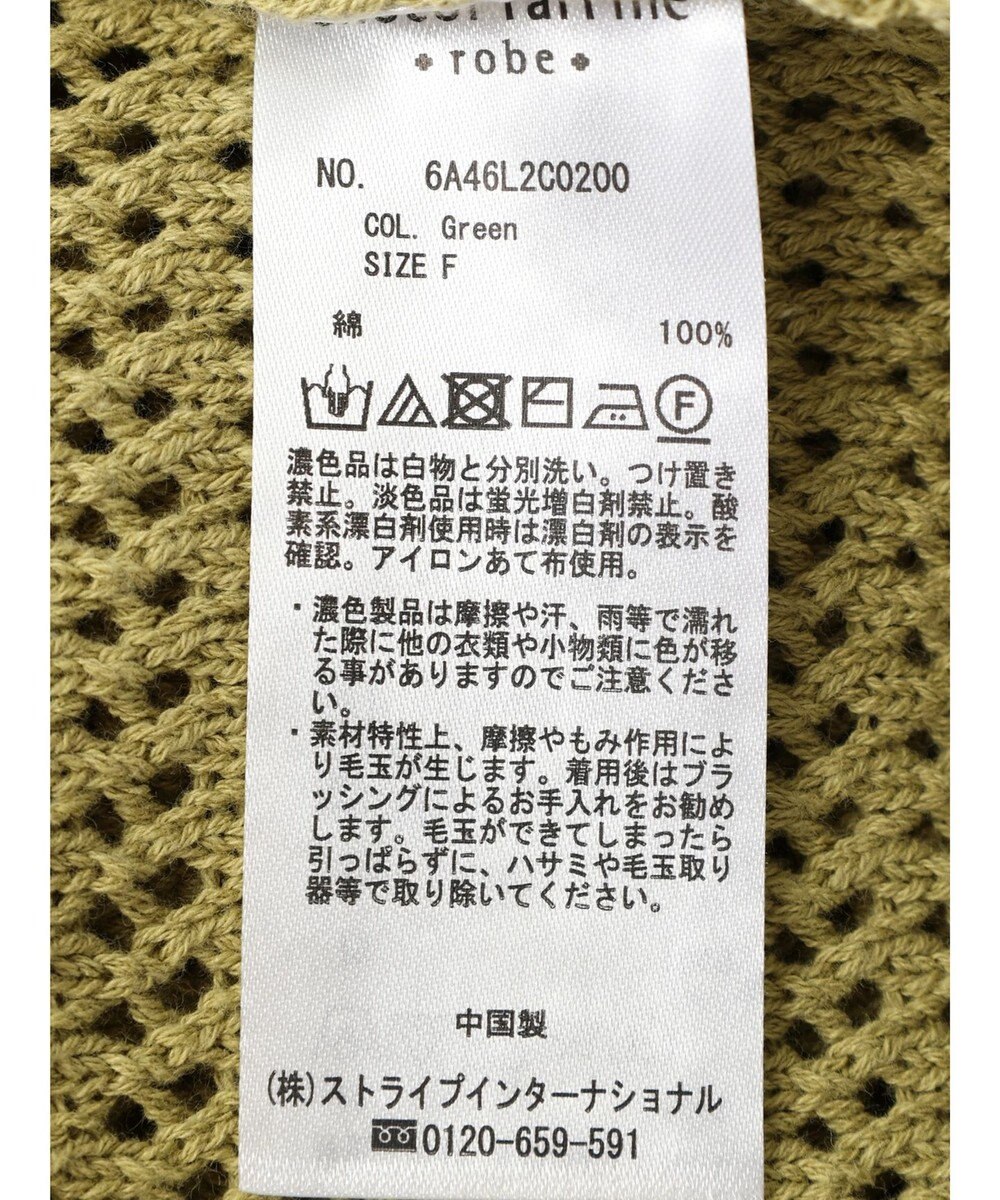 • robe •
NO. 6A46L2C0200
COL. Green
SIZE F
綿 100%
F
濃色品は白物と分別洗い。つけ置き
禁止。淡色品は蛍光増白剤禁止。酸
素系漂白剤使用時は漂白剤の表示を
確認。アイロンあて布使用。
・濃色製品は摩擦や汗、雨等で濡れ
た際に他の衣類や小物類に色が移
る事がありますのでご注意くださ
い。
・素材特性上、摩擦やもみ作用によ
り毛玉が生じます。着用後はブラ
ッシングによるお手入れをお勧め
します。毛玉ができてしまったら
引っぱらずに、ハサミや毛玉取り
器等で取り除いてください。
中国製
(株)ストライプインターナショナル
0120-659-591